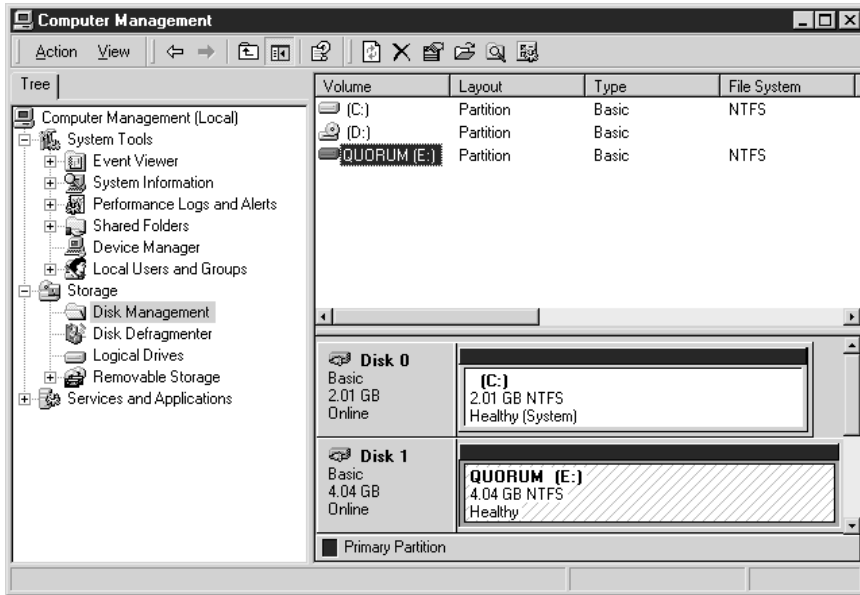 Computer Management
Action View
Tree
Computer Management (Local)
System Tools
Event Viewer
System Information
Performance Logs and Alerts
Shared Folders
Device Manager
Local Users and Groups
Storage
Disk Management
Disk Defragmenter
Logical Drives
Removable Storage
Services and Applications
Volume Layout Type File System
(C:) Partition Basic NTFS
(D:) Partition Basic
QUORUM (E:) Partition Basic NTFS
Disk 0
Basic
2.01 GB
Online
(C:)
2.01 GB NTFS
Healthy (System)
Disk 1
Basic
4.04 GB
Online
QUORUM (E:)
4.04 GB NTFS
Healthy
Primary Partition